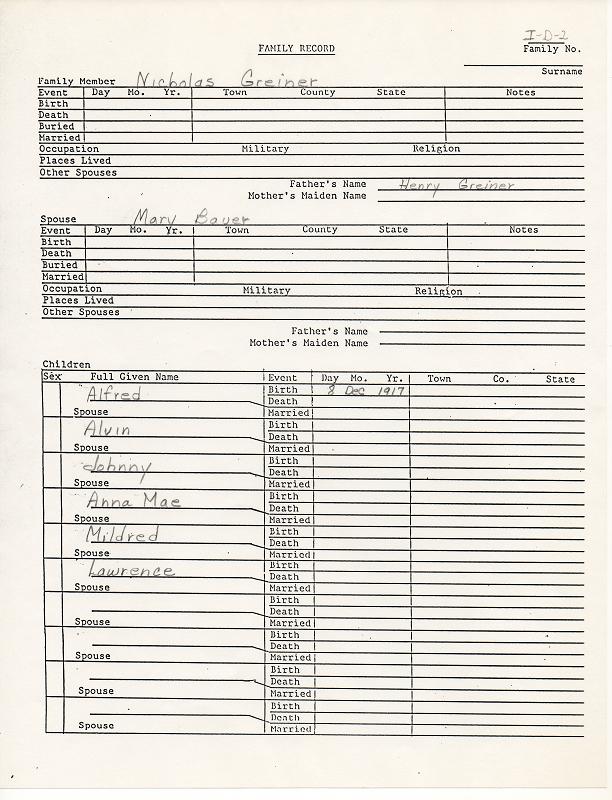 I-D-2
FAMILY RECORD
Family No.
Surname
Family Member Nicholas Greiner
Event Day Mo. Yr. Town County State Notes
Birth
Death
Buried
Married
Occupation Military Religion
Places Lived
Other Spouses
Father's Name Henry Greiner
Mother's Maiden Name
Spouse Mary Bauer
Event Day Mo. Yr. Town County State Notes
Birth
Death
Buried
Married
Occupation Military Religion
Places Lived
Other Spouses
Father's Name
Mother's Maiden Name
Children
Sex Full Given Name Event Day Mo. Yr. Town Co. State
Alfred Birth 8 Dec 1917
Death
Spouse Married
Alvin Birth
Death
Spouse Married
Johnny Birth
Death
Spouse Married
Anna Mae Birth
Death
Spouse Married
Mildred Birth
Death
Spouse Married
Lawrence Birth
Death
Spouse Married
Birth
Death
Spouse Married
Birth
Death
Spouse Married
Birth
Death
Spouse Married
Birth
Death
Spouse Married